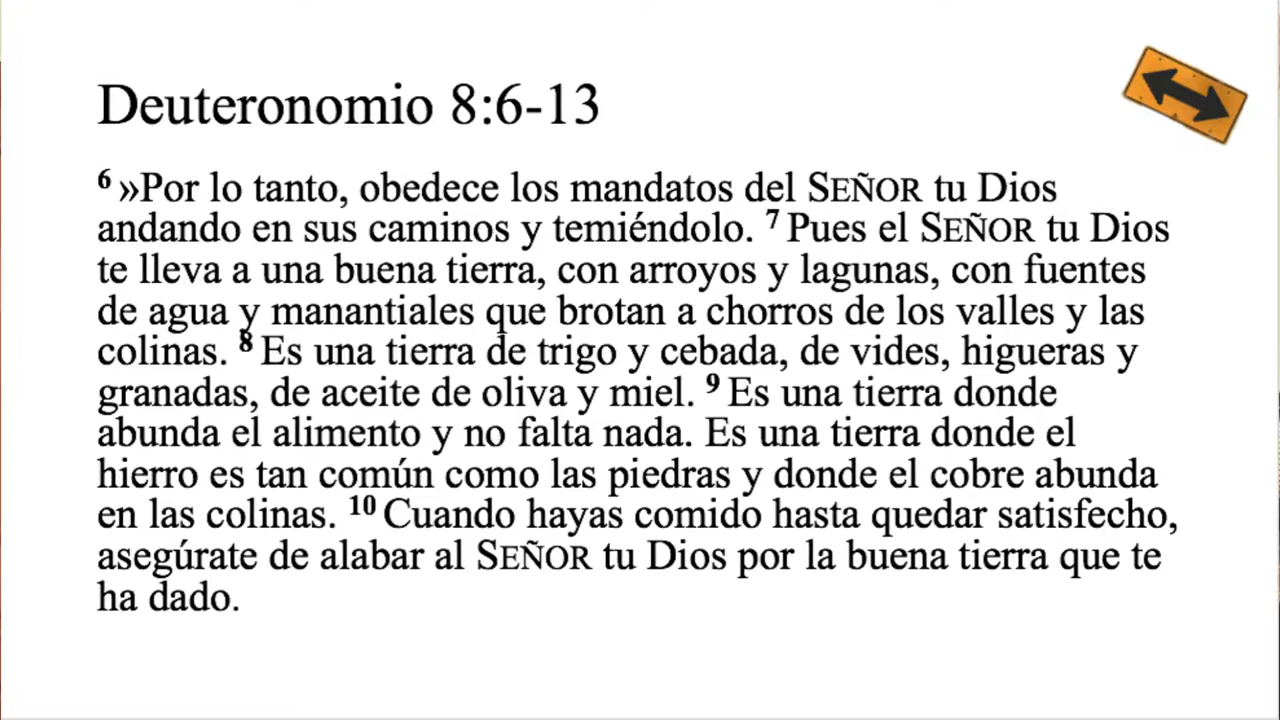 Deuteronomio 8:6-13
6 »Por lo tanto, obedece los mandatos del SEÑOR tu Dios
andando en sus caminos y temiéndolo. 7 Pues el SEÑOR tu Dios
te lleva a una buena tierra, con arroyos y lagunas, con fuentes
de agua y manantiales que brotan a chorros de los valles y las
colinas. 8 Es una tierra de trigo y cebada, de vides, higueras y
granadas, de aceite de oliva y miel. 9 Es una tierra donde
abunda el alimento y no falta nada. Es una tierra donde el
hierro es tan común como las piedras y donde el cobre abunda
en las colinas. 10 Cuando hayas comido hasta quedar satisfecho,
asegúrate de alabar al SEÑOR tu Dios por la buena tierra que te
ha dado.